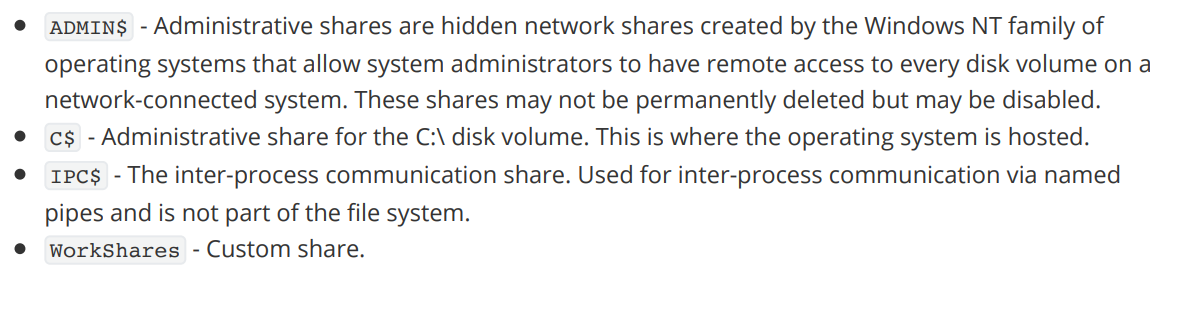 • ADMIN$ - Administrative shares are hidden network shares created by the Windows NT family of
operating systems that allow system administrators to have remote access to every disk volume on a
network-connected system. These shares may not be permanently deleted but may be disabled.
• C$ - Administrative share for the C:\ disk volume. This is where the operating system is hosted.
• IPC$ - The inter-process communication share. Used for inter-process communication via named
pipes and is not part of the file system.
• WorkShares - Custom share.